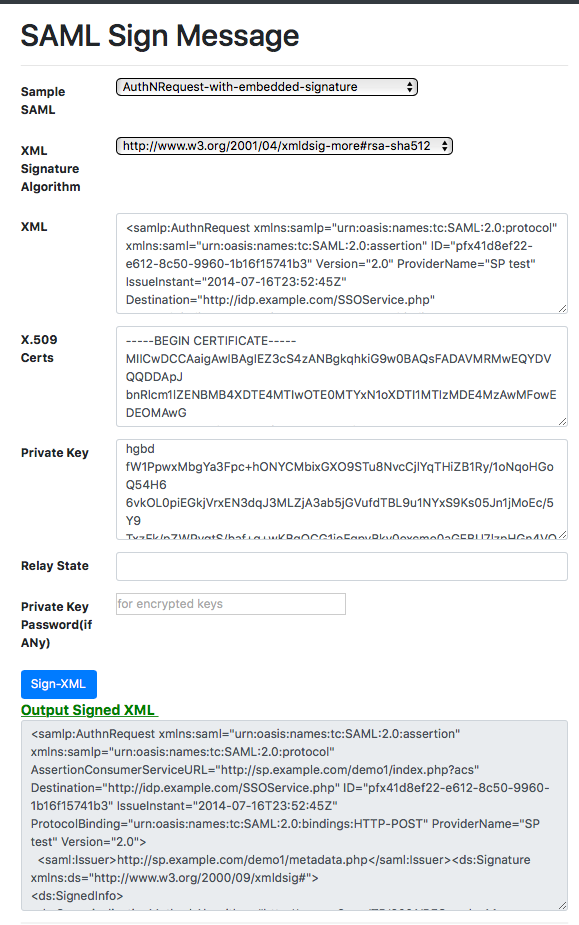 SAML Sign Message
Sample
SAML
AuthNRequest-with-embedded-signature
XML
Signature
Algorithm
http://www.w3.org/2001/04/xmldsig-more#rsa-sha512
XML
<samlp:AuthnRequest xmlns:samlp="urn:oasis:names:tc:SAML:2.0:protocol"
xmlns:saml="urn:oasis:names:tc:SAML:2.0:assertion" ID="pfx41d8ef22-
e612-8c50-9960-1b16f15741b3" Version="2.0" ProviderName="SP test"
IssueInstant="2014-07-16T23:52:45Z"
Destination="http://idp.example.com/SSOService.php"
X.509
Certs
-----BEGIN CERTIFICATE-----
MIICwDCCAaigAwIBAgIEZ3cS4zANBgkqhkiG9w0BAQsFADAVMRMwEQYDV
QQDDApJ
bnRlcm1lZENBMB4XDTE4MTIwOTE0MTYxN1oXDTI1MTIzMDE4MzAwMFowE
DEOMAwG
Private Key
hgbd
fW1PpwxMbgYa3Fpc+hONYCMbixGXO9STu8NvcCjlYqTHiZB1Ry/1oNqoHGo
Q54H6
6vkOL0piEGkjVrxEN3dqJ3MLZjA3ab5jGVufdTBL9u1NYxS9Ks05Jn1jMoEc/5
Y9
Relay State
Private Key
Password(if
ANy)
for encrypted keys
Sign-XML
Output Signed XML
<samlp:AuthnRequest xmlns:saml="urn:oasis:names:tc:SAML:2.0:assertion"
xmlns:samlp="urn:oasis:names:tc:SAML:2.0:protocol"
AssertionConsumerServiceURL="http://sp.example.com/demo1/index.php?acs"
Destination="http://idp.example.com/SSOService.php" ID="pfx41d8ef22-e612-8c50-9960-
1b16f15741b3" IssueInstant="2014-07-16T23:52:45Z"
ProtocolBinding="urn:oasis:names:tc:SAML:2.0:bindings:HTTP-POST" ProviderName="SP
test" Version="2.0">
<saml:Issuer>http://sp.example.com/demo1/metadata.php</saml:Issuer><ds:Signature
xmlns:ds="http://www.w3.org/2000/09/xmldsig#">
<ds:SignedInfo>